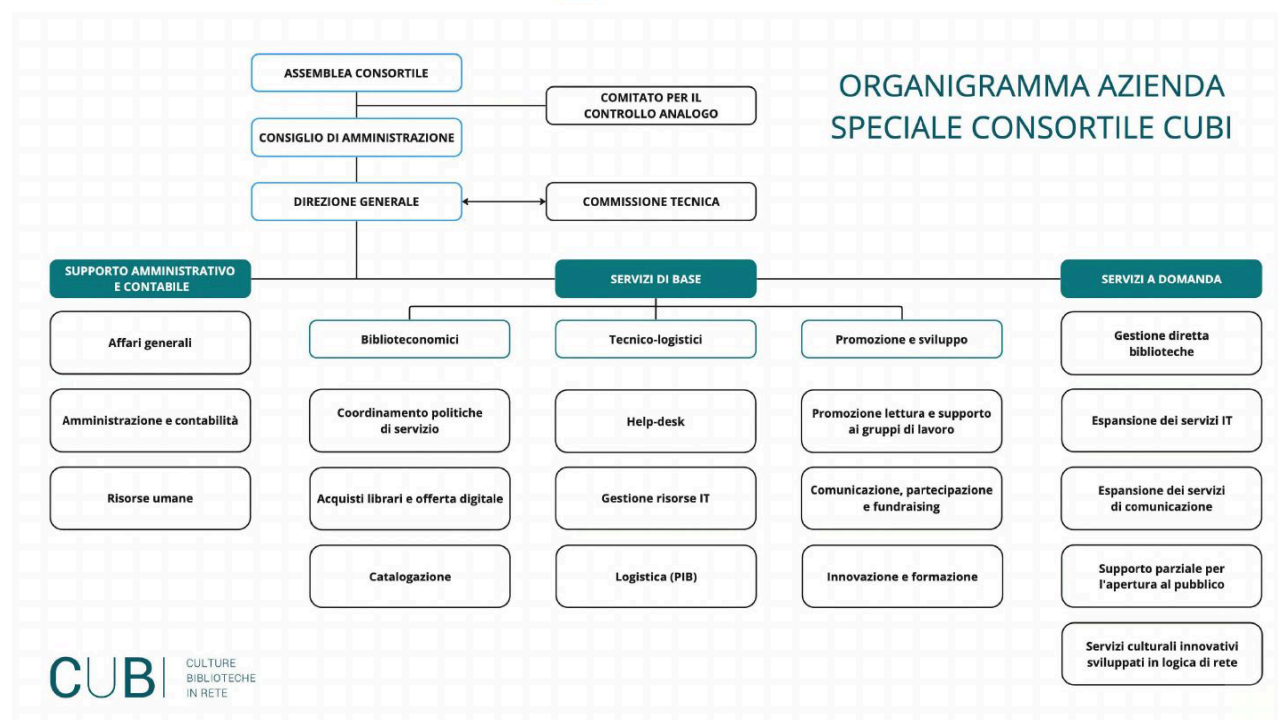 ORGANIGRAMMA AZIENDA
SPECIALE CONSORTILE CUBI
ASSEMBLEA CONSORTILE
COMITATO PER IL
CONTROLLO ANALOGO
CONSIGLIO DI AMMINISTRAZIONE
DIREZIONE GENERALE
COMMISSIONE TECNICA
SUPPORTO AMMINISTRATIVO
E CONTABILE
Affari generali
Amministrazione e contabilità
Risorse umane
SERVIZI DI BASE
Biblioteconomici
Coordinamento politiche
di servizio
Acquisti librari e offerta digitale
Catalogazione
Tecnico-logistici
Help-desk
Gestione risorse IT
Logistica (PIB)
Promozione e sviluppo
Promozione lettura e supporto
ai gruppi di lavoro
Comunicazione, partecipazione
e fundraising
Innovazione e formazione
SERVIZI A DOMANDA
Gestione diretta
biblioteche
Espansione dei servizi IT
Espansione dei servizi
di comunicazione
Supporto parziale per
l'apertura al pubblico
Servizi culturali innovativi
sviluppati in logica di rete
CUBI
CULTURE
BIBLIOTECHE
IN RETE